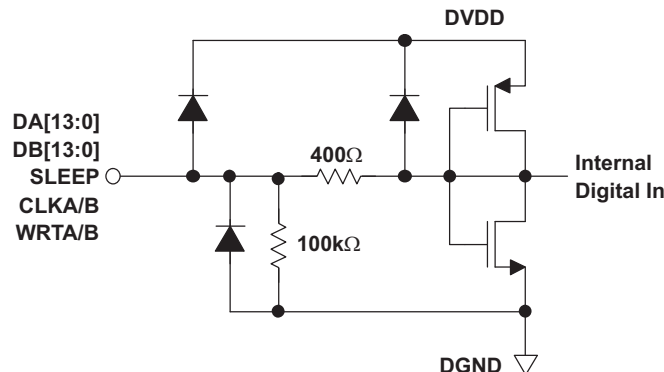 DVDD
DA[13:0]
DB[13:0]
SLEEP
CLKA/B
WRTA/B
400Ω
100kΩ
Internal
Digital In
DGND